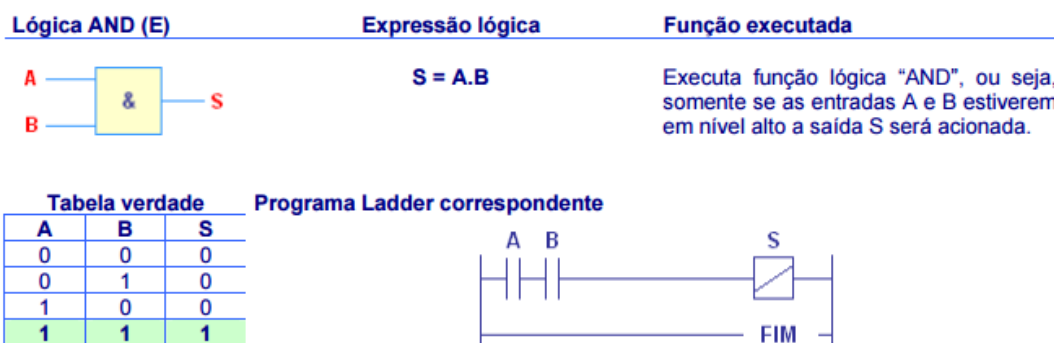 Lógica AND (E) Expressão lógica Função executada
A
B
&
S
S = A.B
Executa função lógica “AND”, ou seja,
somente se as entradas A e B estiverem
em nível alto a saída S será acionada.
Tabela verdade Programa Ladder correspondente
A B S
0 0 0
0 1 0
1 0 0
1 1 1
A B S
FIM